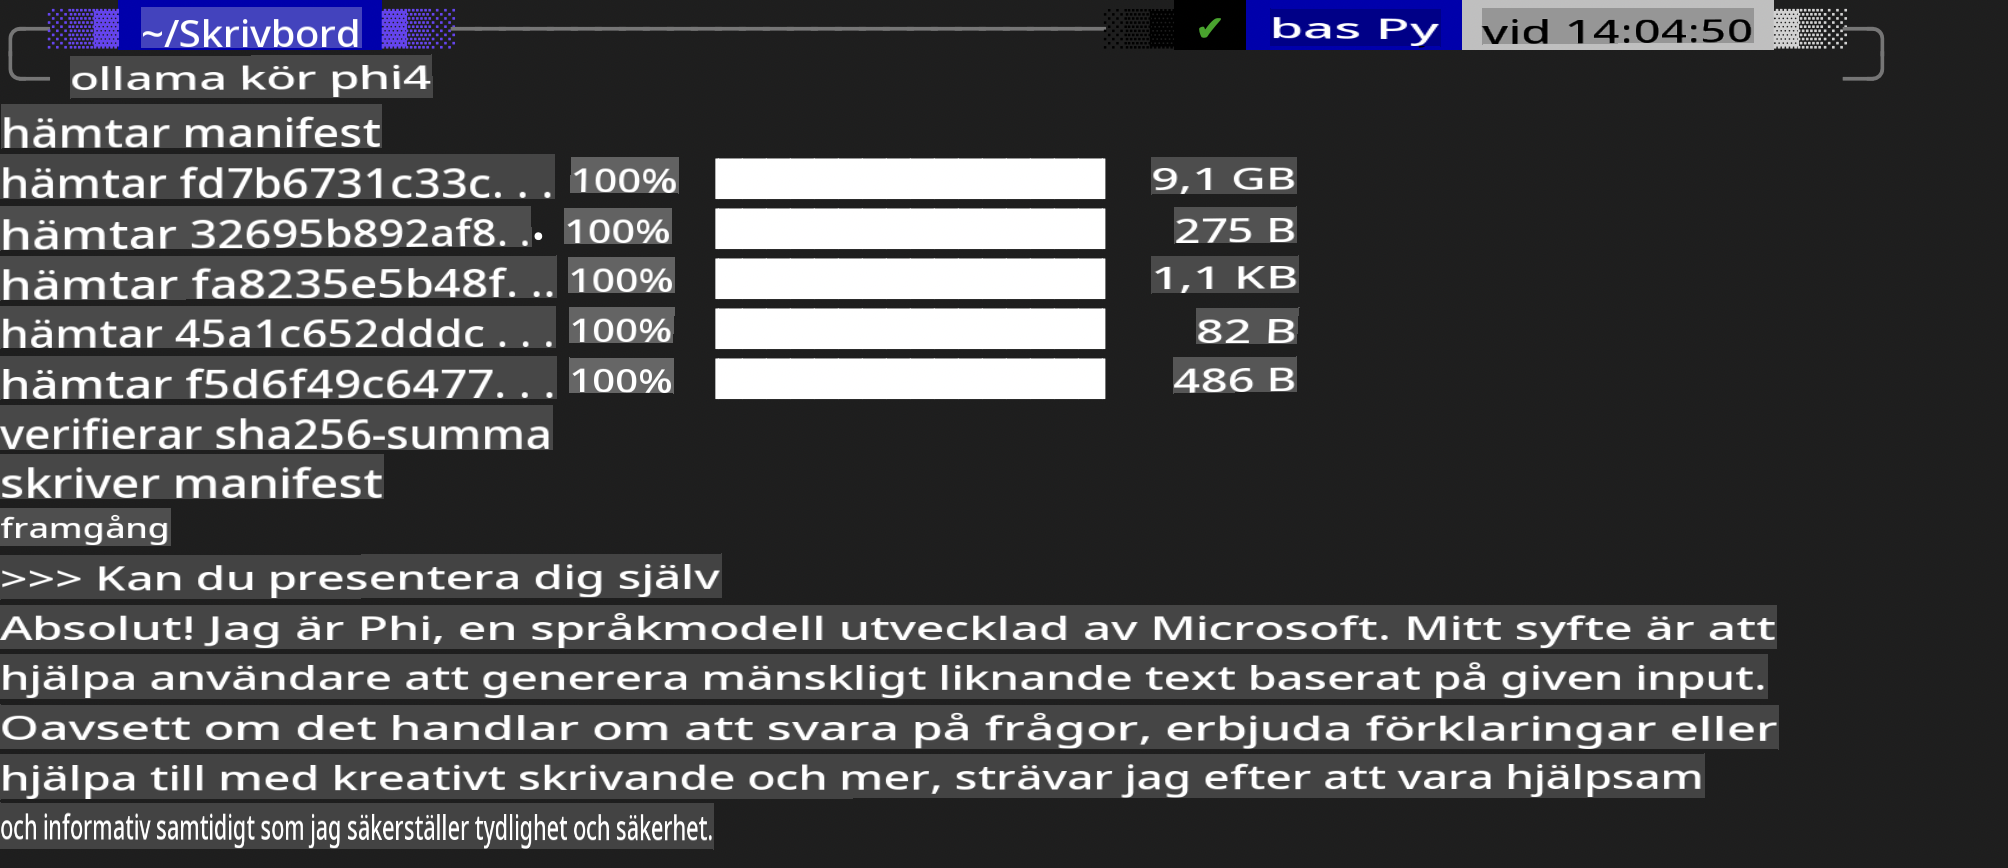 ~/Skrivbord ✔ bas Py vid 14:04:50
ollama kör phi4
hämtar manifest
hämtar fd7b6731c33c. . . 100% 9,1 GB
hämtar 32695b892af8. . . 100% 275 B
hämtar fa8235e5b48f. .. 100% 1,1 KB
hämtar 45a1c652dddc . . . 100% 82 B
hämtar f5d6f49c6477. . . 100% 486 B
verifierar sha256-summa
skriver manifest
framgång
>>> Kan du presentera dig själv
Absolut! Jag är Phi, en språkmodell utvecklad av Microsoft. Mitt syfte är att
hjälpa användare att generera mänskligt liknande text baserat på given input.
Oavsett om det handlar om att svara på frågor, erbjuda förklaringar eller
hjälpa till med kreativt skrivande och mer, strävar jag efter att vara hjälpsam
och informativ samtidigt som jag säkerställer tydlighet och säkerhet.